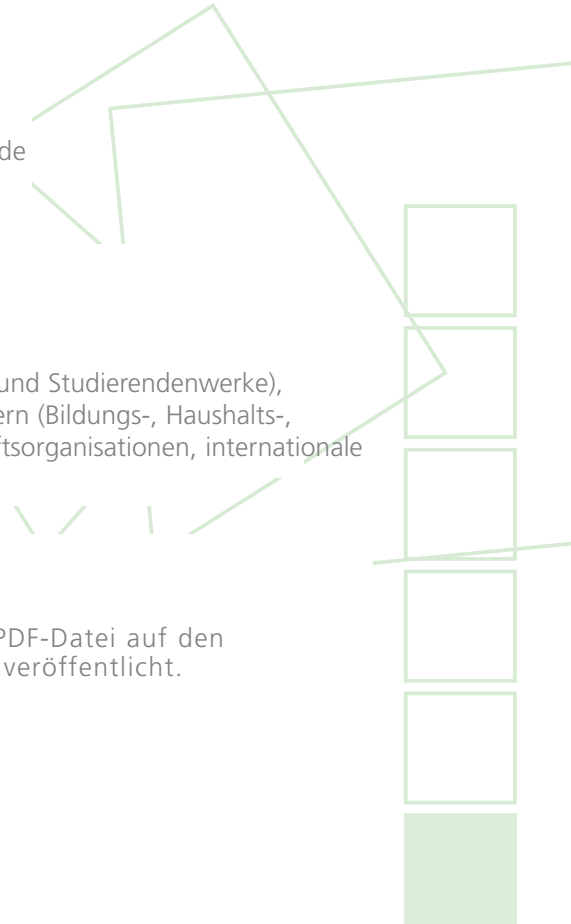 de
und Studierendenwerke),
ern (Bildungs-, Haushalts-,
ftsorganisationen, internationale
PDF-Datei auf den
veröffentlicht.